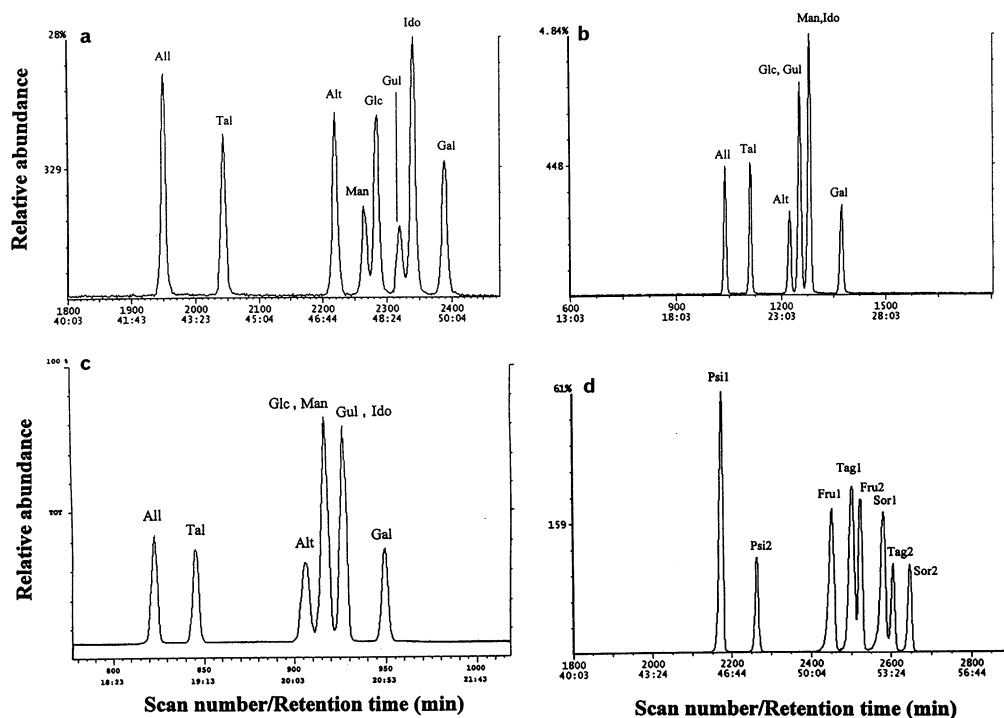 a
28%
All
Tal
Alt
Man
Glc
Gul
Ido
Gal
329
Relative abundance
1800 1900 2000 2100 2200 2300 2400
40:03 41:43 43:23 45:04 46:44 48:24 50:04
b
4.84%
Man,Ido
Glc, Gul
All
Tal
Alt
Gal
448
600 900 1200 1500
13:03 18:03 23:03 28:03
c
100 %
Glc , Man
Gul , Ido
All
Tal
Alt
Gal
TOT
Relative abundance
800 850 900 950 1000
18:23 19:13 20:03 20:53 21:43
Scan number/Retention time (min)
d
61%
Psi1
Psi2
Fru1
Tag1
Fru2
Sor1
Tag2
Sor2
159
1800 2000 2200 2400 2600 2800
40:03 43:24 46:44 50:04 53:24 56:44
Scan number/Retention time (min)